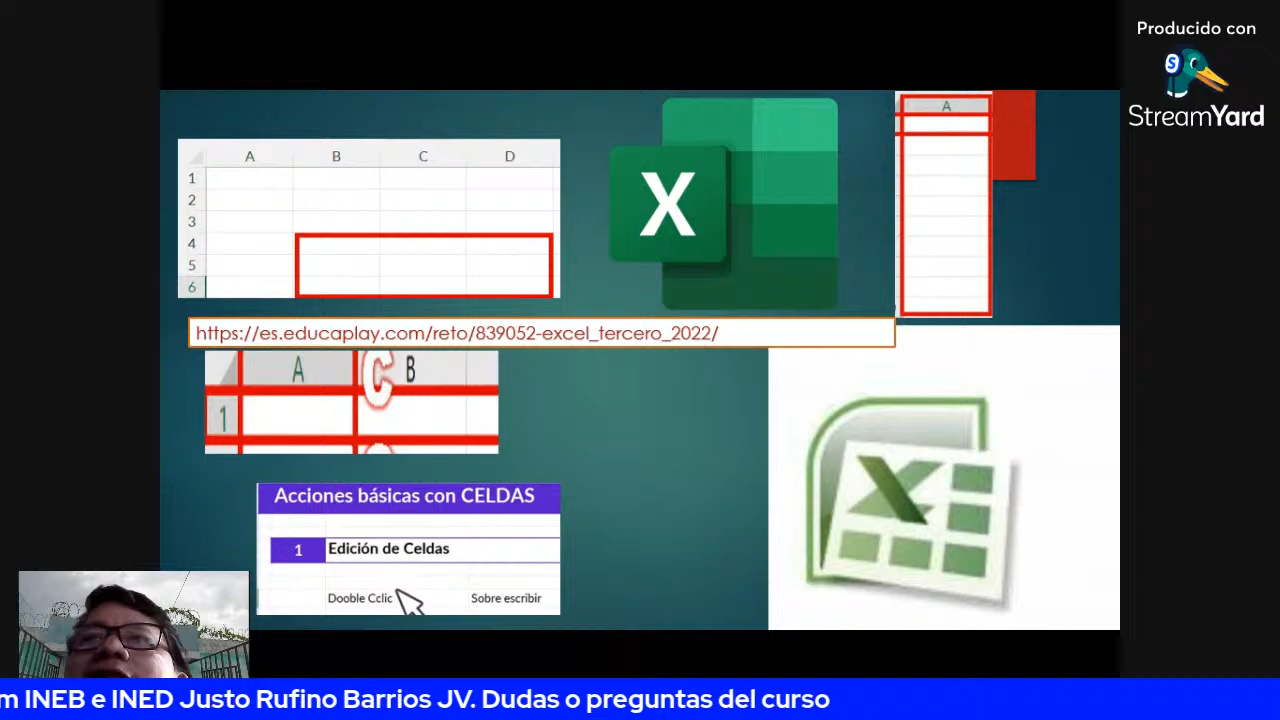 Producido con
StreamYard
A B C D
1
2
3
4
5
6
X
A
https://es.educaplay.com/reto/839052-excel_tercero_2022/
A C B
1
Acciones básicas con CELDAS
1 Edición de Celdas
Dooble Cclic Sobre escribir
m INEB e INED Justo Rufino Barrios JV. Dudas o preguntas del curso